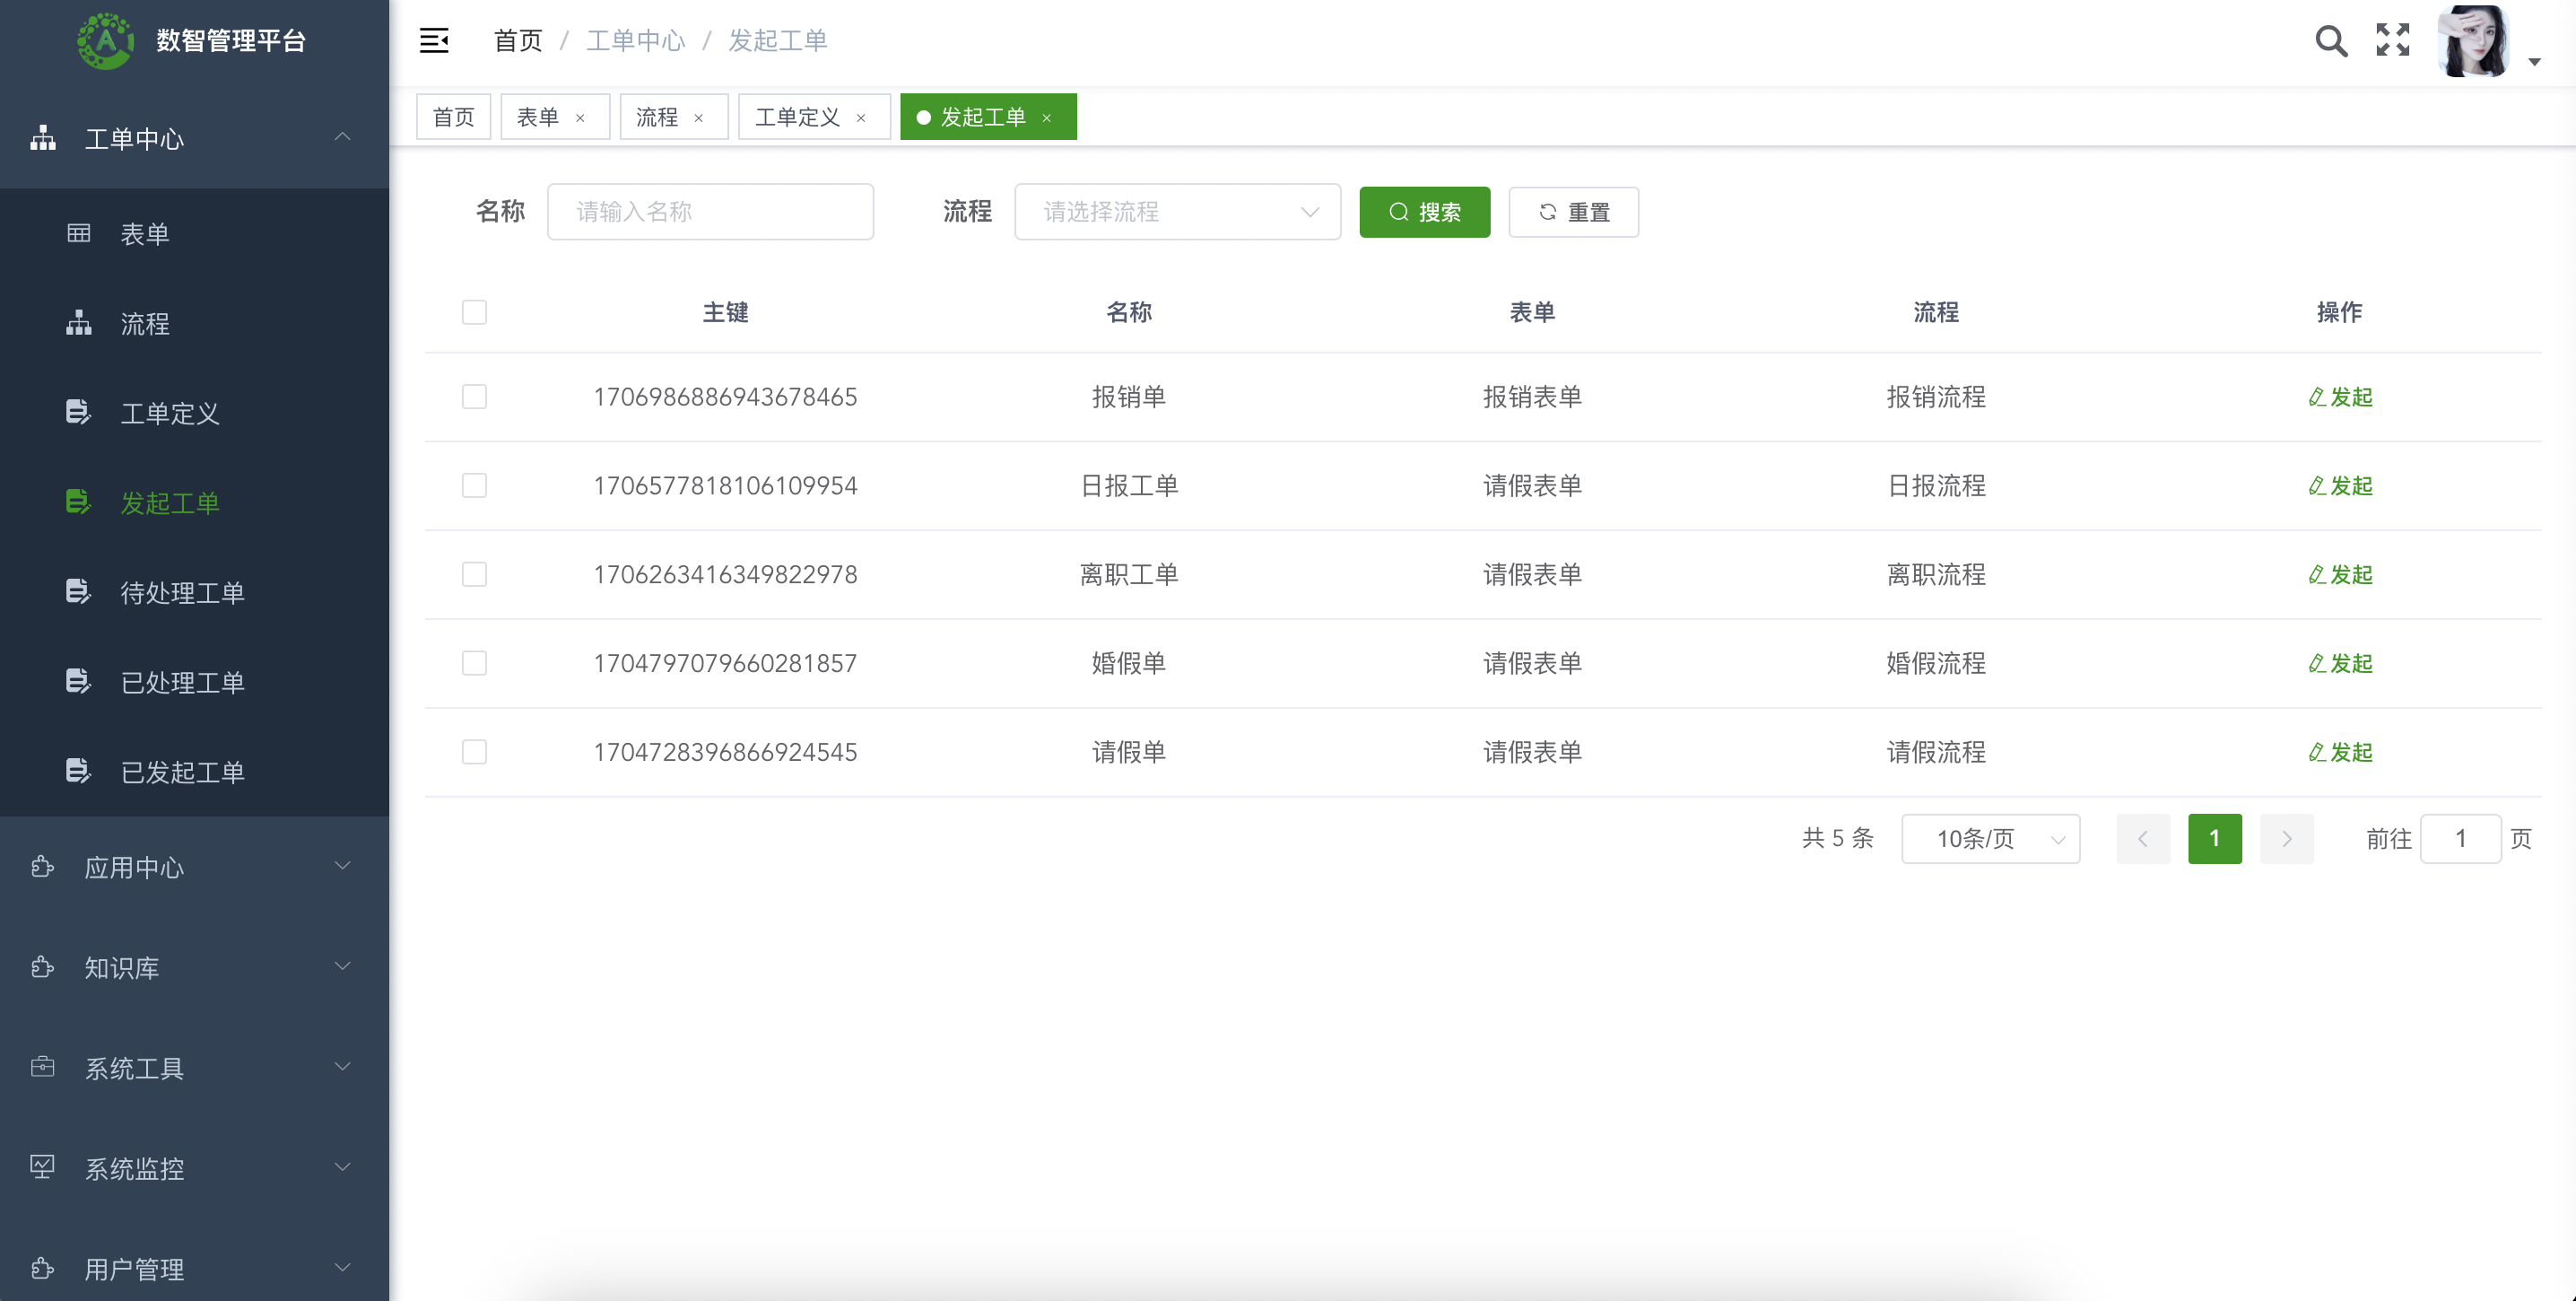 数智管理平台
首页 / 工单中心 / 发起工单
首页 表单 × 流程 × 工单定义 × 发起工单 ×
工单中心
表单
流程
工单定义
发起工单
待处理工单
已处理工单
已发起工单
应用中心
知识库
系统工具
系统监控
用户管理
名称 请输入名称 流程 请选择流程 搜索 重置
主键 名称 表单 流程 操作
1706986886943678465 报销单 报销表单 报销流程 发起
1706577818106109954 日报工单 请假表单 日报流程 发起
1706263416349822978 离职工单 请假表单 离职流程 发起
1704797079660281857 婚假单 请假表单 婚假流程 发起
1704728396866924545 请假单 请假表单 请假流程 发起
共 5 条 10条/页 1 前往 1 页